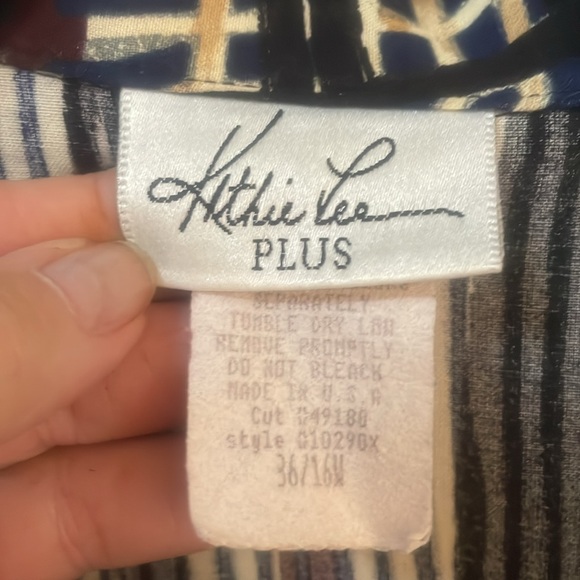 Kathie Lee
PLUS
SEPARATELY
TUMBLE DRY LOW
REMOVE PROMPTLY
DO NOT BLEACH
MADE IN U.S.A
Cut #49180
style #10290X
36/16W